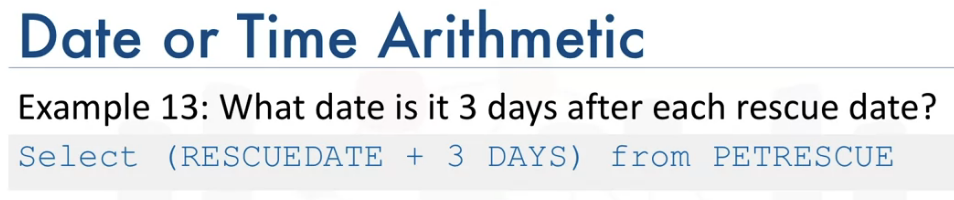 Date or Time Arithmetic
Example 13: What date is it 3 days after each rescue date?
Select (RESCUEDATE + 3 DAYS) from PETRESCUE